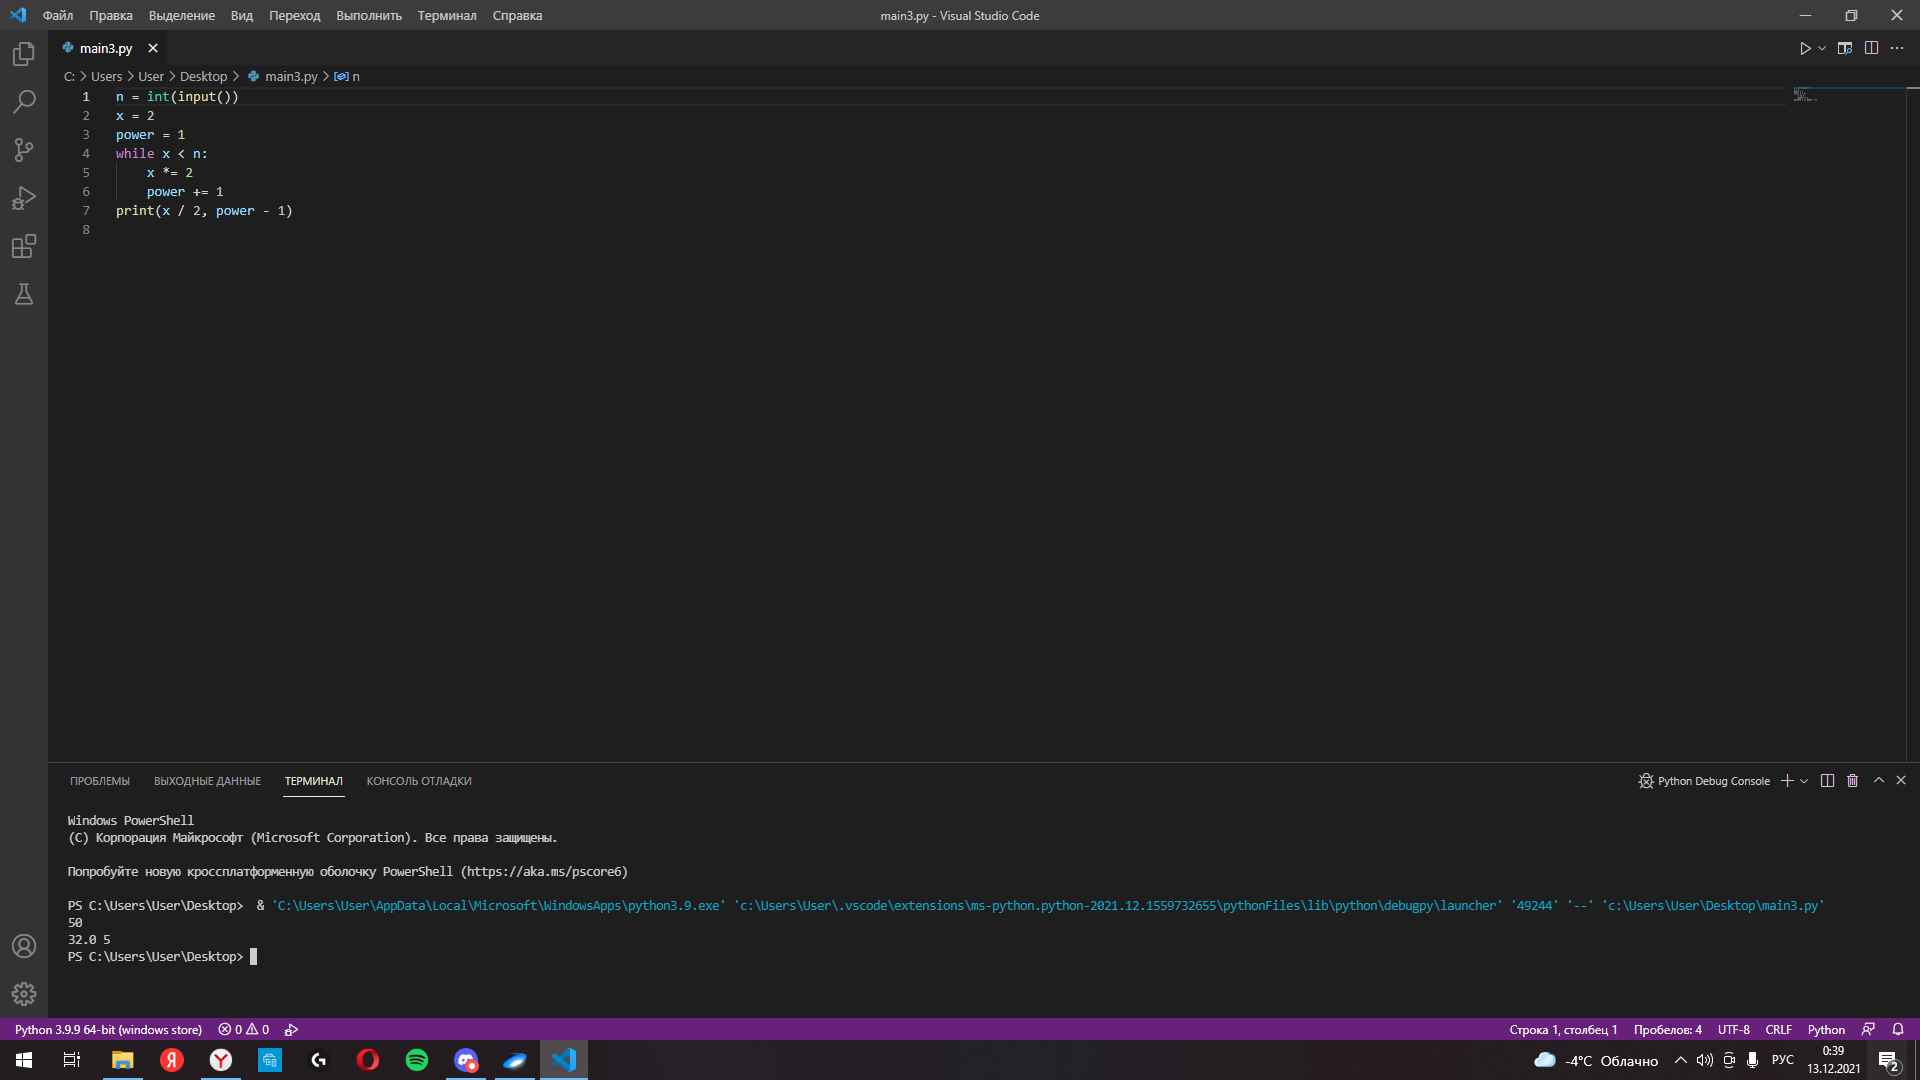 Файл Правка Выделение Вид Переход Выполнить Терминал Справка main3.py - Visual Studio Code
main3.py
C: > Users > User > Desktop > main3.py > n
1 n = int(input())
2 x = 2
3 power = 1
4 while x < n:
5     x *= 2
6     power += 1
7 print(x / 2, power - 1)
8
ПРОБЛЕМЫ ВЫХОДНЫЕ ДАННЫЕ ТЕРМИНАЛ КОНСОЛЬ ОТЛАДКИ Python Debug Console
Windows PowerShell
(C) Корпорация Майкрософт (Microsoft Corporation). Все права защищены.
Попробуйте новую кроссплатформенную оболочку PowerShell (https://aka.ms/pscore6)
PS C:\Users\User\Desktop>  & 'C:\Users\User\AppData\Local\Microsoft\WindowsApps\python3.9.exe' 'c:\Users\User\.vscode\extensions\ms-python.python-2021.12.1559732655\pythonFiles\lib\python\debugpy\launcher' '49244' '--' 'c:\Users\User\Desktop\main3.py'
50
32.0 5
PS C:\Users\User\Desktop>
Python 3.9.9 64-bit (windows store) 0 0 Строка 1, столбец 1 Пробелов: 4 UTF-8 CRLF Python
-4°C Облачно РУС 0:39
13.12.2021 2